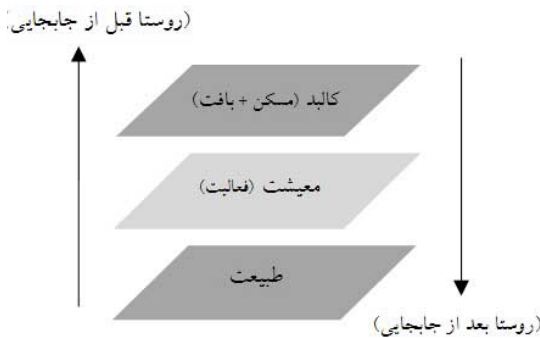 (روستا قبل از جابجایی)
کالبد (مسکن + بافت)
معیشت (فعالیت)
طبیعت
(روستا بعد از جابجایی)